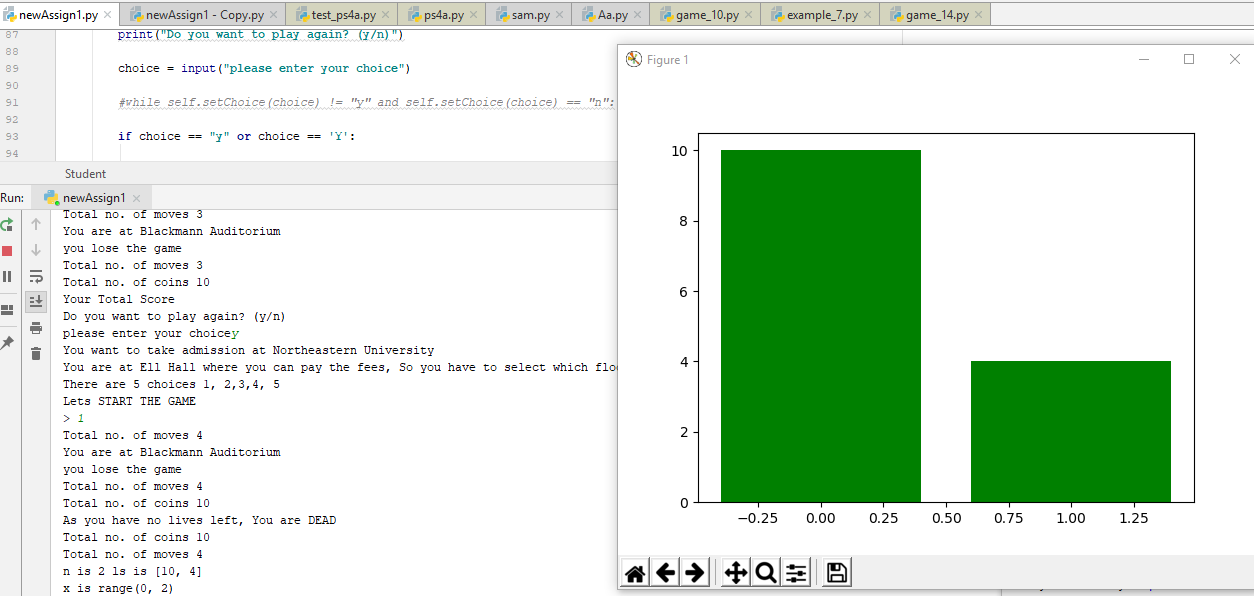 newAssign1.py newAssign1 - Copy.py test_ps4a.py ps4a.py sam.py Aa.py game_10.py example_7.py game_14.py
87 print("Do you want to play again? (y/n)")
88
89 choice = input("please enter your choice")
90
91 #while self.setChoice(choice) != "y" and self.setChoice(choice) == "n":
92
93 if choice == "y" or choice == 'Y':
94
Student
Run: newAssign1
Total no. of moves 3
You are at Blackmann Auditorium
you lose the game
Total no. of moves 3
Total no. of coins 10
Your Total Score
Do you want to play again? (y/n)
please enter your choicey
You want to take admission at Northeastern University
You are at Ell Hall where you can pay the fees, So you have to select which
There are 5 choices 1, 2,3,4, 5
Lets START THE GAME
> 1
Total no. of moves 4
You are at Blackmann Auditorium
you lose the game
Total no. of moves 4
Total no. of coins 10
As you have no lives left, You are DEAD
Total no. of coins 10
Total no. of moves 4
n is 2 ls is [10, 4]
x is range(0, 2)
Figure 1
10
8
6
4
2
0
−0.25 0.00 0.25 0.50 0.75 1.00 1.25